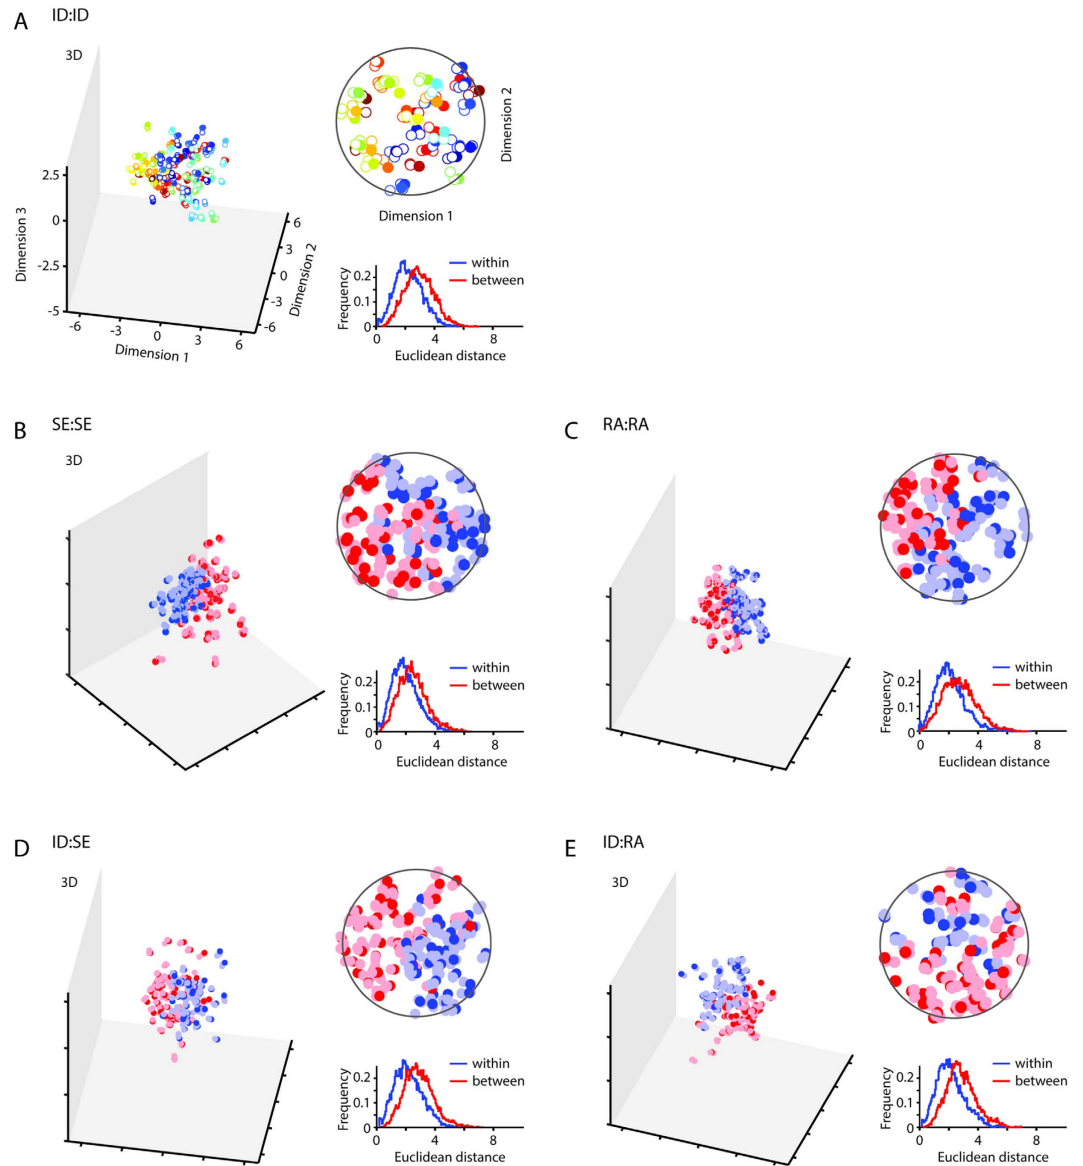 A ID:ID
3D
Dimension 3
2.5
0
-2.5
-5
-6
-3
0
3
6
Dimension 1
6
3
0
-3
-6
Dimension 2
Dimension 2
Dimension 1
within
between
Frequency
0.2
0.1
0
0 4 8
Euclidean distance
B SE:SE
3D
within
between
Frequency
0.2
0.1
0
0 4 8
Euclidean distance
C RA:RA
within
between
Frequency
0.2
0.1
0
0 4 8
Euclidean distance
D ID:SE
3D
within
between
Frequency
0.2
0.1
0
0 4 8
Euclidean distance
E ID:RA
3D
within
between
Frequency
0.2
0.1
0
0 4 8
Euclidean distance